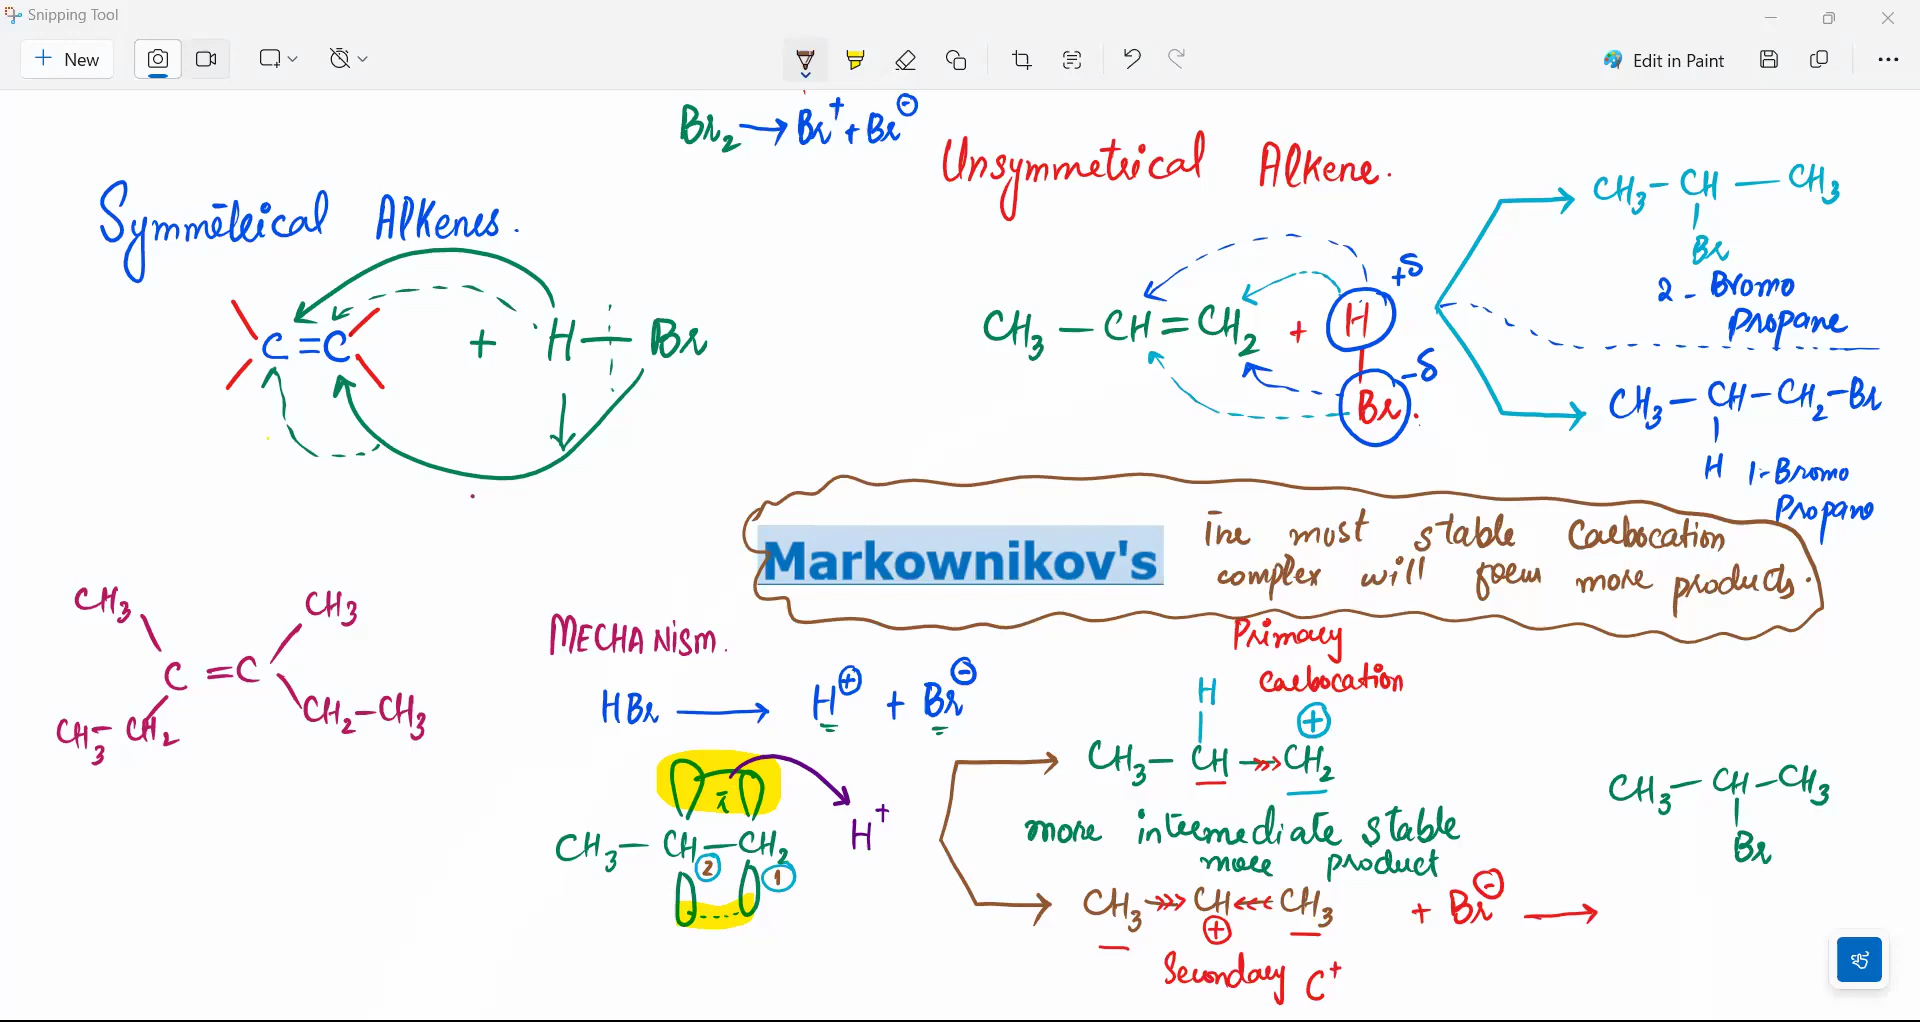 Snipping Tool
New
Edit in Paint
Br2 → Br+ + Br⊖
Symmetrical Alkenes.
C = C + H — Br
Unsymmetrical Alkene.
CH3 — CH = CH2 + H +δ
Br. -δ
CH3 — CH — CH3
Br
2 - Bromo
Propane
CH3 — CH — CH2 — Br
H 1 - Bromo
Propane
Markownikov's
The most stable Carbocation
complex will form more products.
CH3 CH3
C = C
CH3 - CH2 CH2 - CH3
MECHANism.
HBr → H⊕ + Br⊖
π
CH3 — CH — CH2 H+
2 1
Primary
Carbocation
H ⊕
CH3 — CH →>> CH2
more intermediate stable
more product
CH3 →>>> CH <<<← CH3 + Br⊖ →
⊕
Secondary C+
CH3 — CH — CH3
Br